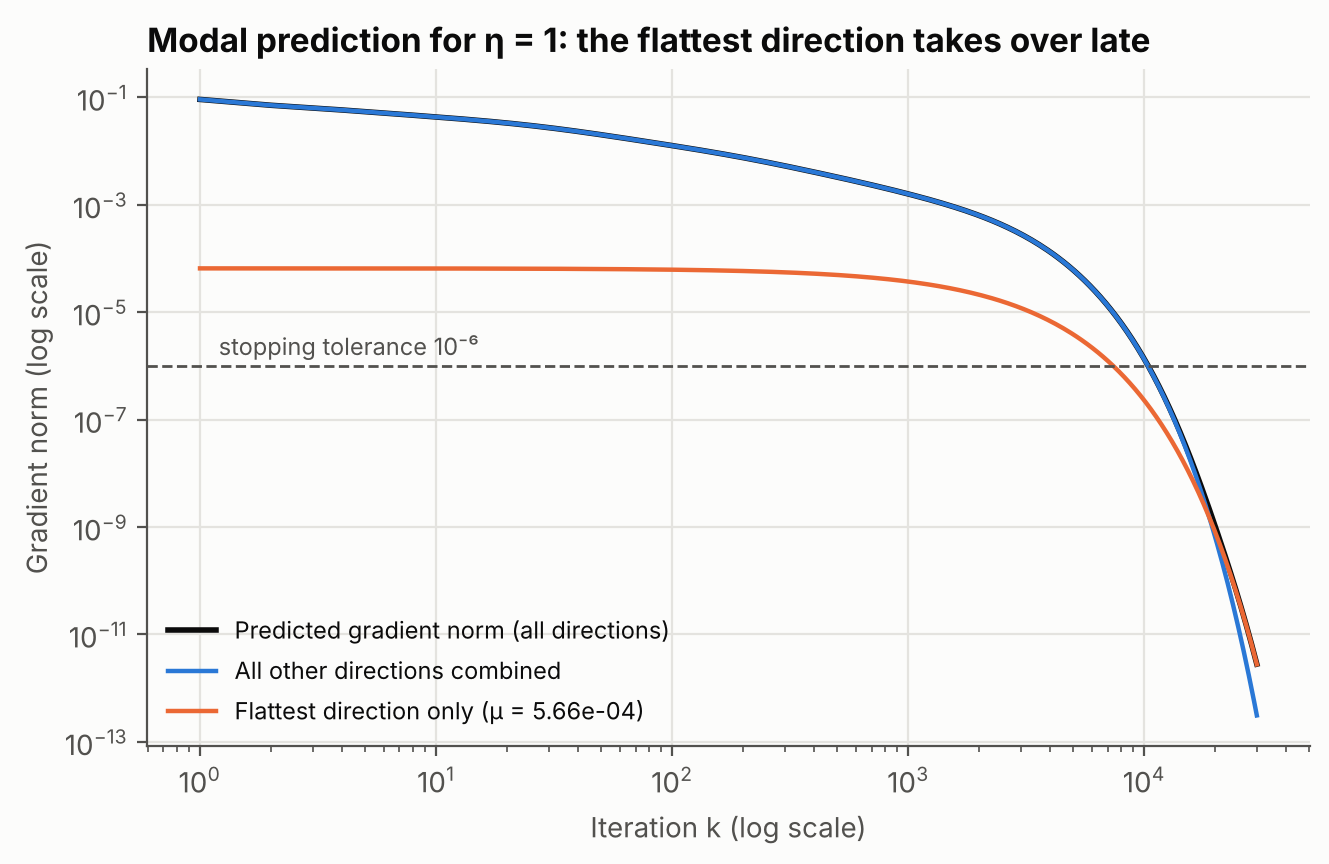 Modal prediction for η = 1: the flattest direction takes over late
Gradient norm (log scale)
10⁻¹
10⁻³
10⁻⁵
10⁻⁷
10⁻⁹
10⁻¹¹
10⁻¹³
stopping tolerance 10⁻⁶
Predicted gradient norm (all directions)
All other directions combined
Flattest direction only (μ = 5.66e-04)
10⁰ 10¹ 10² 10³ 10⁴
Iteration k (log scale)